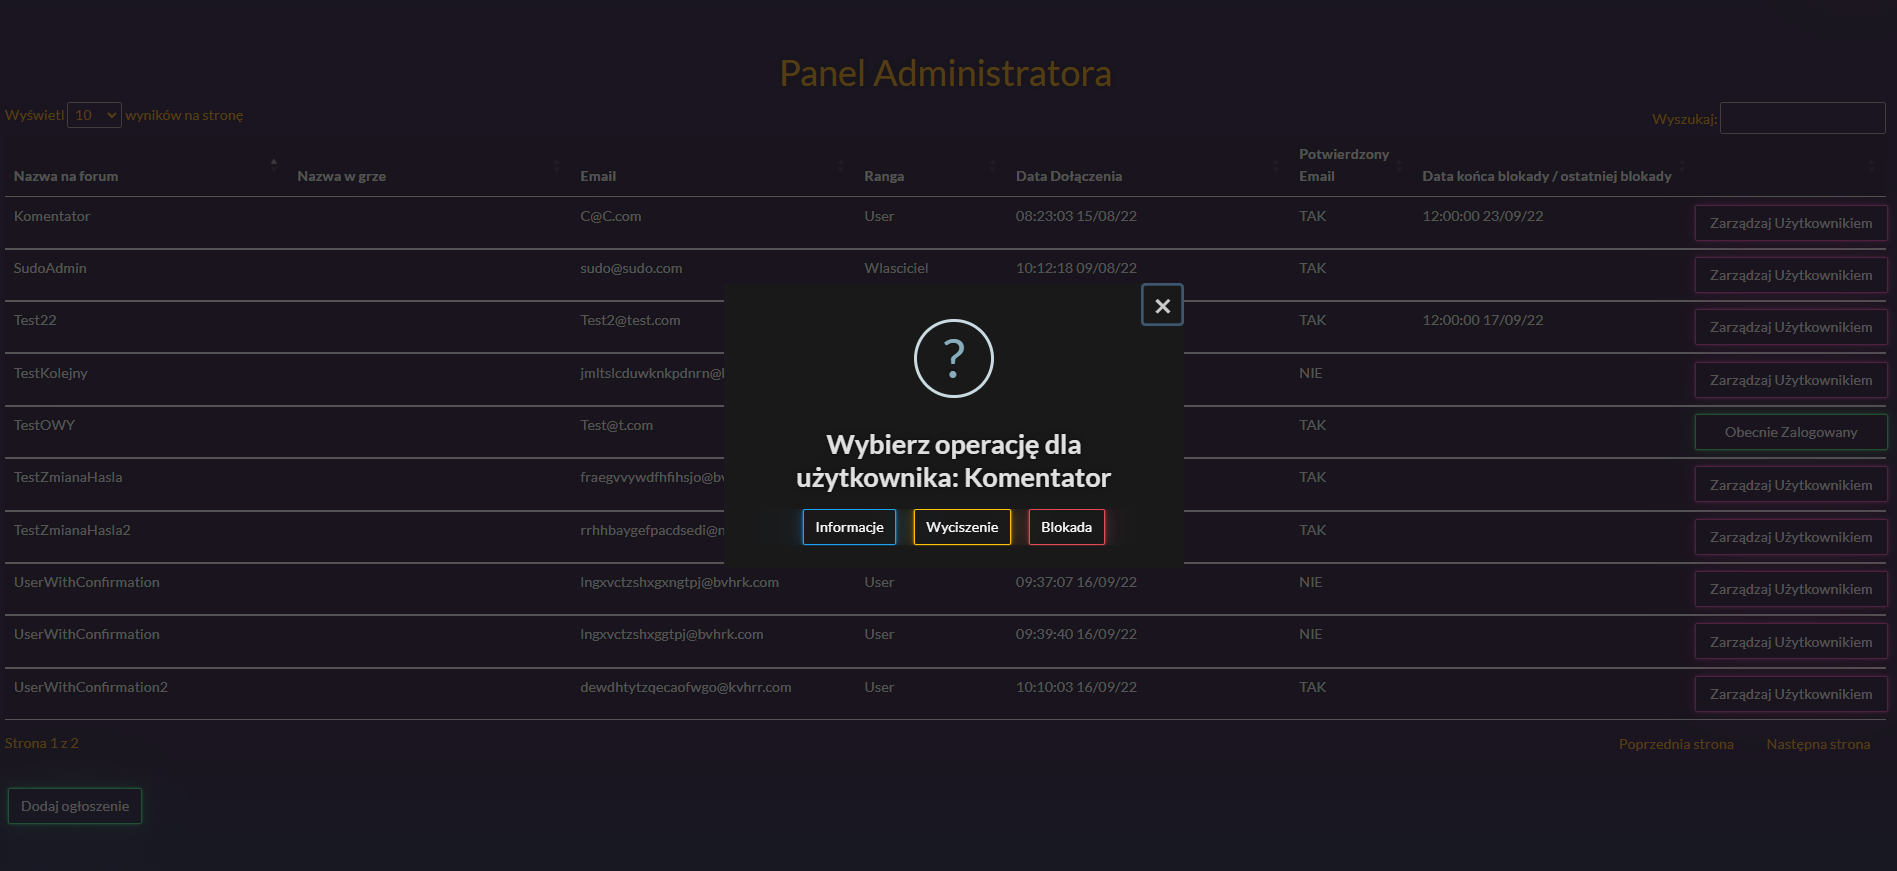 Panel Administratora
Wyświetl 10 wyników na stronę
Wyszukaj:
Nazwa na forum Nazwa w grze Email Ranga Data Dołączenia Potwierdzony Email Data końca blokady / ostatniej blokady
Komentator C@C.com User 08:23:03 15/08/22 TAK 12:00:00 23/09/22 Zarządzaj Użytkownikiem
SudoAdmin sudo@sudo.com Wlasciciel 10:12:18 09/08/22 TAK Zarządzaj Użytkownikiem
Test22 Test2@test.com TAK 12:00:00 17/09/22 Zarządzaj Użytkownikiem
TestKolejny jmltslcduwknkpdnrn@ NIE Zarządzaj Użytkownikiem
TestOWY Test@t.com TAK Obecnie Zalogowany
TestZmianaHasla fraegvvywdfhfihsjo@bv TAK Zarządzaj Użytkownikiem
TestZmianaHasla2 rrhhbaygefpacdsedi@ TAK Zarządzaj Użytkownikiem
UserWithConfirmation lngxvctzshxgxngtpj@bvhrk.com User 09:37:07 16/09/22 NIE Zarządzaj Użytkownikiem
UserWithConfirmation lngxvctzshxggtpj@bvhrk.com User 09:39:40 16/09/22 NIE Zarządzaj Użytkownikiem
UserWithConfirmation2 dewdhtytzqecaofwgo@kvhrr.com User 10:10:03 16/09/22 TAK Zarządzaj Użytkownikiem
×
?
Wybierz operację dla
użytkownika: Komentator
Informacje Wyciszenie Blokada
Strona 1 z 2
Poprzednia strona Następna strona
Dodaj ogłoszenie